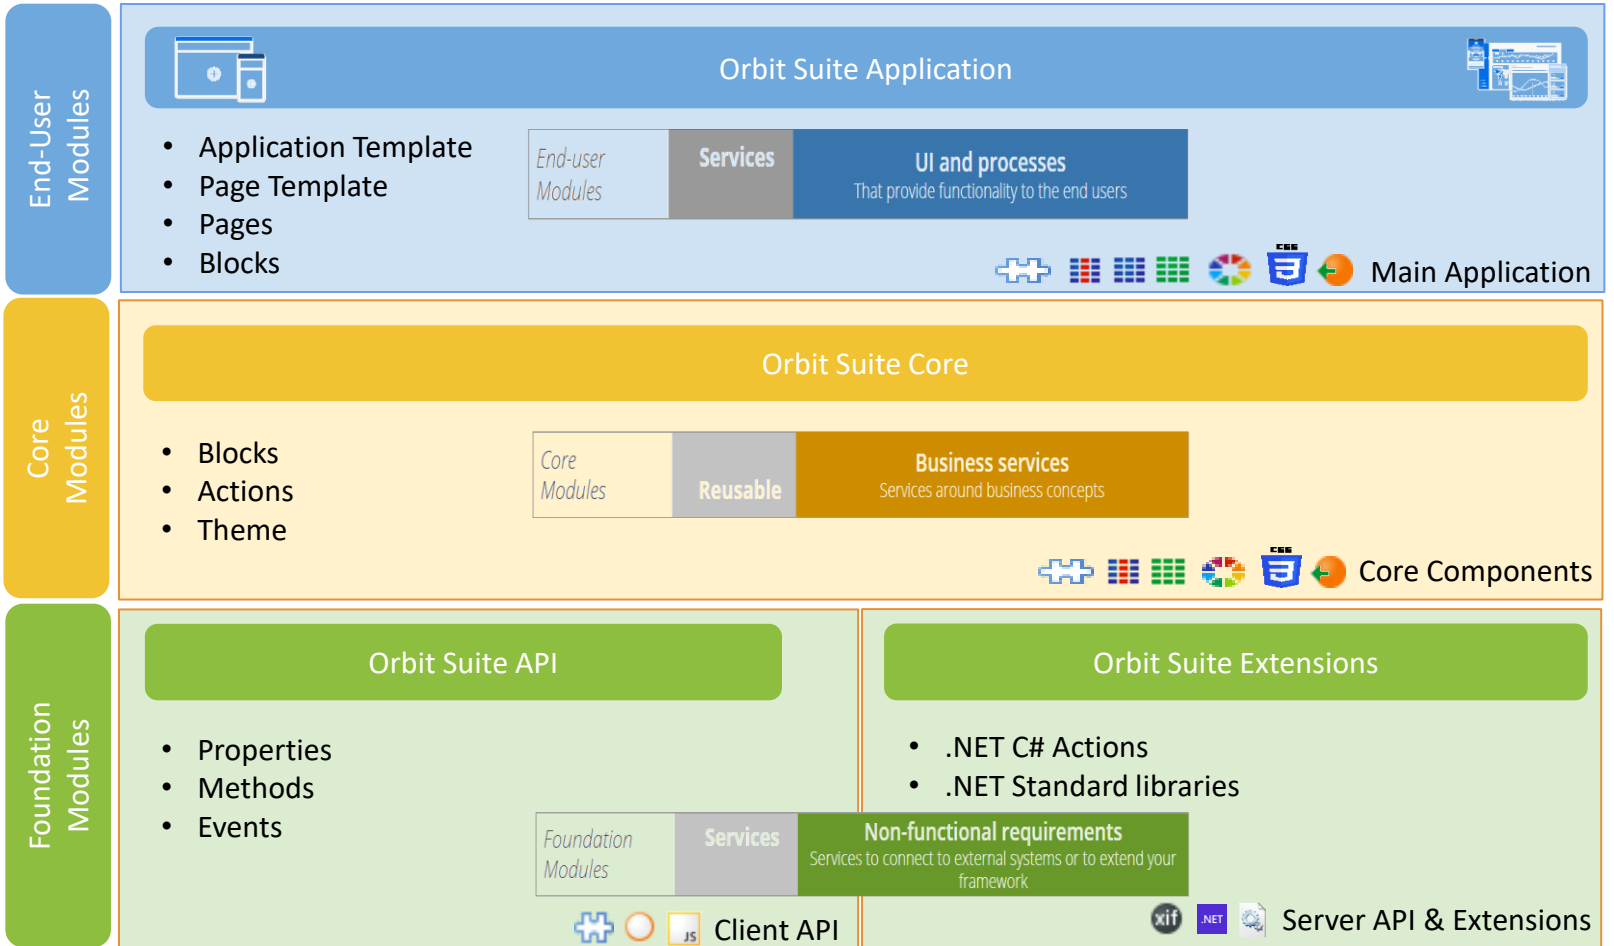 End-User
Modules
Orbit Suite Application
• Application Template
• Page Template
• Pages
• Blocks
End-user
Modules
Services
UI and processes
That provide functionality to the end users
Main Application
Core
Modules
Orbit Suite Core
• Blocks
• Actions
• Theme
Core
Modules
Reusable
Business services
Services around business concepts
Core Components
Foundation
Modules
Orbit Suite API
• Properties
• Methods
• Events
Orbit Suite Extensions
• .NET C# Actions
• .NET Standard libraries
Foundation
Modules
Services
Non-functional requirements
Services to connect to external systems or to extend your
framework
JS
Client API
xif
.NET
Server API & Extensions